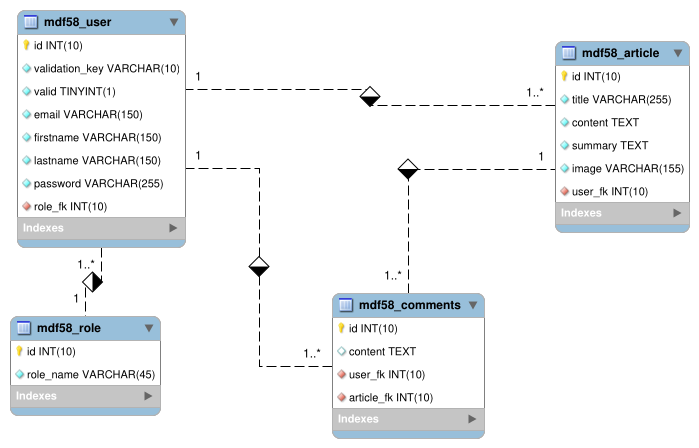 mdf58_user
id INT(10)
validation_key VARCHAR(10)
valid TINYINT(1)
email VARCHAR(150)
firstname VARCHAR(150)
lastname VARCHAR(150)
password VARCHAR(255)
role_fk INT(10)
Indexes
1
1..*
1
1..*
1..*
1
1
1..*
mdf58_article
id INT(10)
title VARCHAR(255)
content TEXT
summary TEXT
image VARCHAR(155)
user_fk INT(10)
Indexes
mdf58_role
id INT(10)
role_name VARCHAR(45)
Indexes
mdf58_comments
id INT(10)
content TEXT
user_fk INT(10)
article_fk INT(10)
Indexes